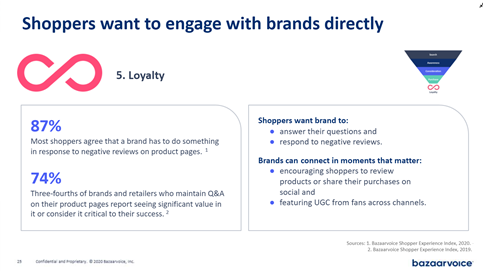 Shoppers want to engage with brands directly
5. Loyalty
Loyalty
87%
Most shoppers agree that a brand has to do something
in response to negative reviews on product pages. 1
74%
Three-fourths of brands and retailers who maintain Q&A
on their product pages report seeing significant value in
it or consider it critical to their success. 2
Shoppers want brand to:
● answer their questions and
● respond to negative reviews.
Brands can connect in moments that matter:
● encouraging shoppers to review
products or share their purchases on
social and
● featuring UGC from fans across channels.
Sources: 1. Bazaarvoice Shopper Experience Index, 2020.
2. Bazaarvoice Shopper Experience Index, 2019.
Confidential and Proprietary. © 2020 Bazaarvoice, Inc.
bazaarvoice